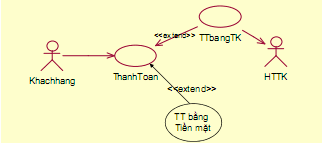 <<extend>>
TTbangTK
Khachhang
ThanhToan
HTTK
<<extend>>
TT bằng
Tiền mặt